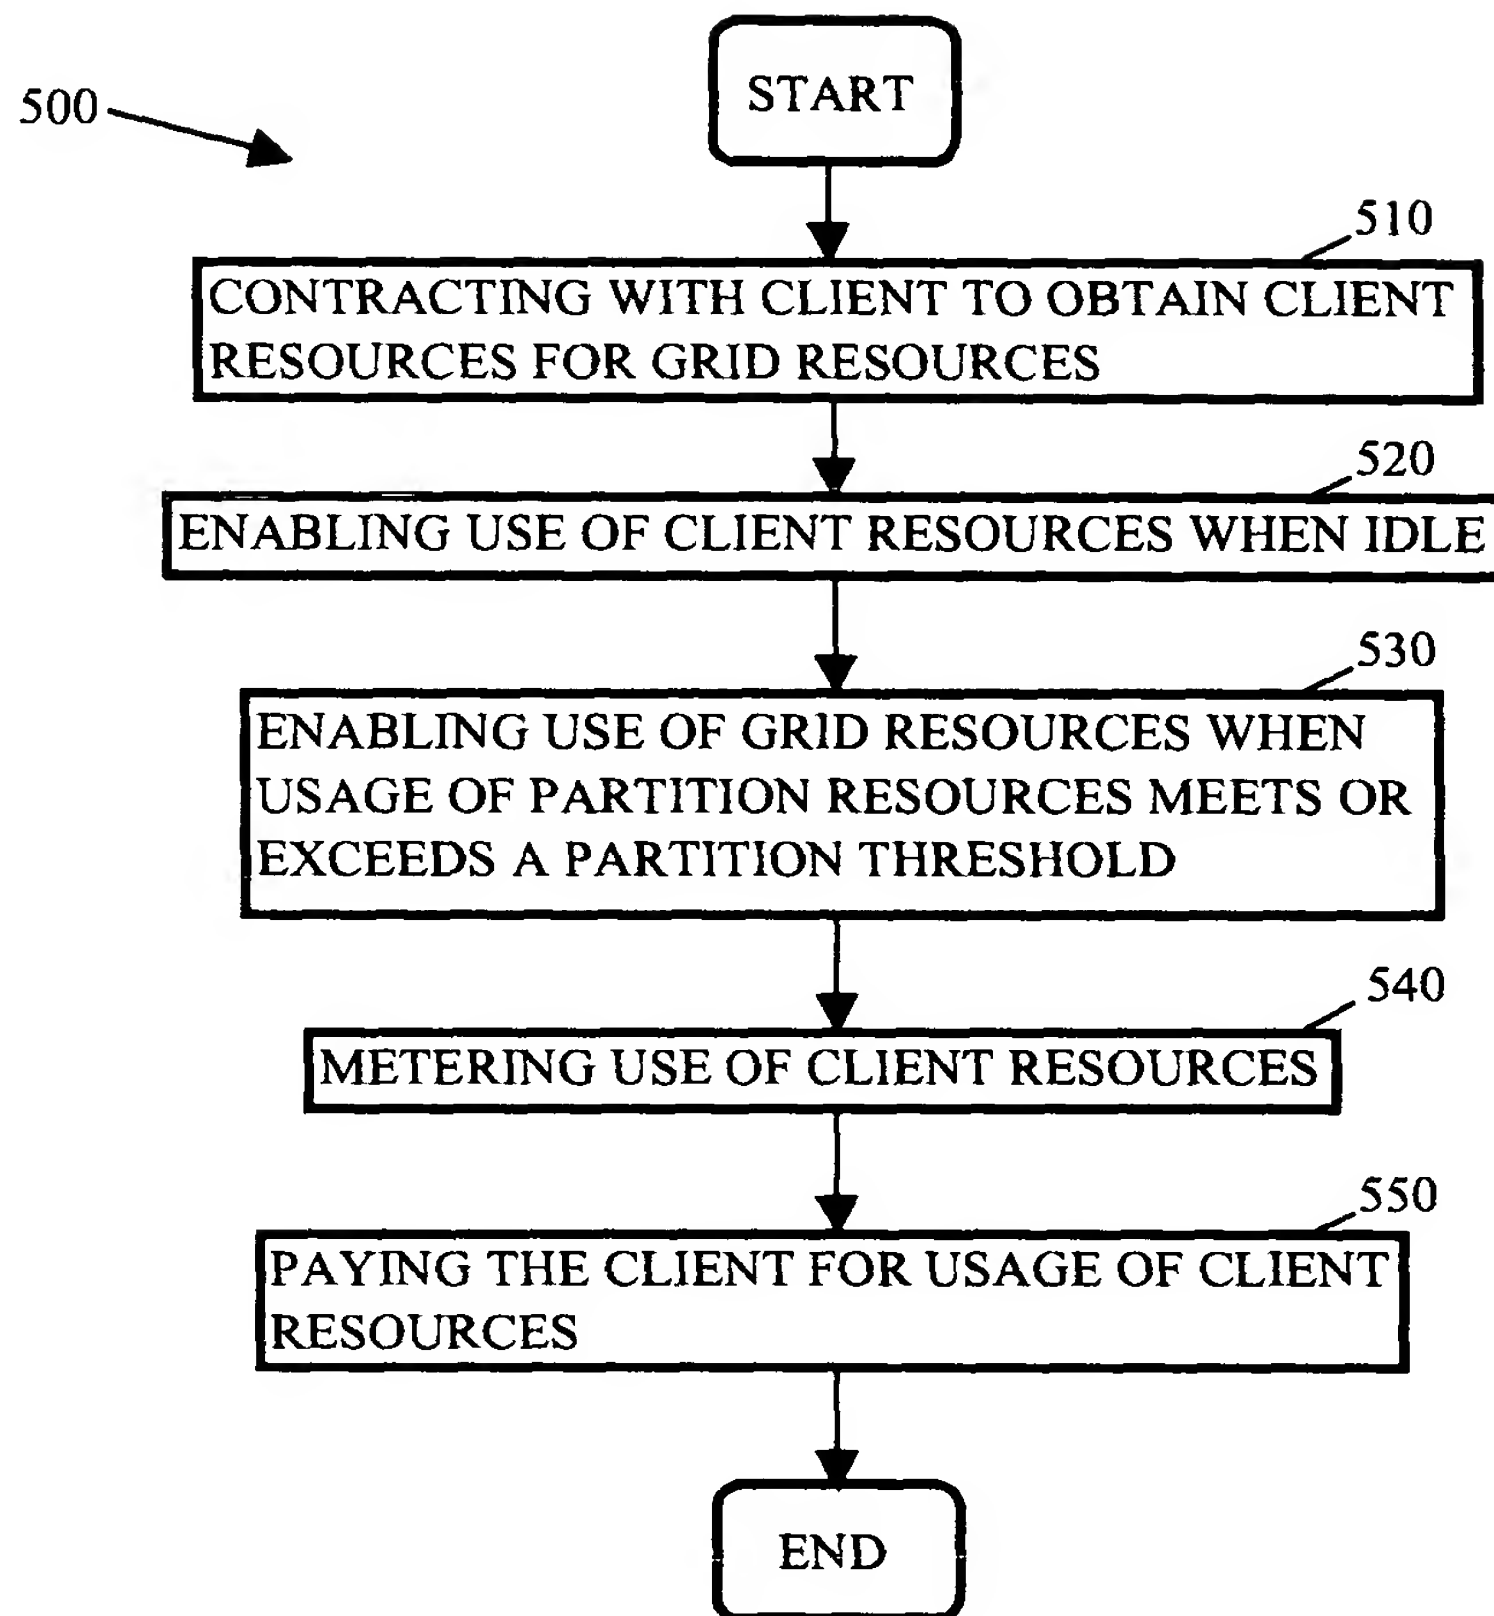 START
500
510
CONTRACTING WITH CLIENT TO OBTAIN CLIENT
RESOURCES FOR GRID RESOURCES
520
ENABLING USE OF CLIENT RESOURCES WHEN IDLE
530
ENABLING USE OF GRID RESOURCES WHEN
USAGE OF PARTITION RESOURCES MEETS OR
EXCEEDS A PARTITION THRESHOLD
540
METERING USE OF CLIENT RESOURCES
550
PAYING THE CLIENT FOR USAGE OF CLIENT
RESOURCES
END